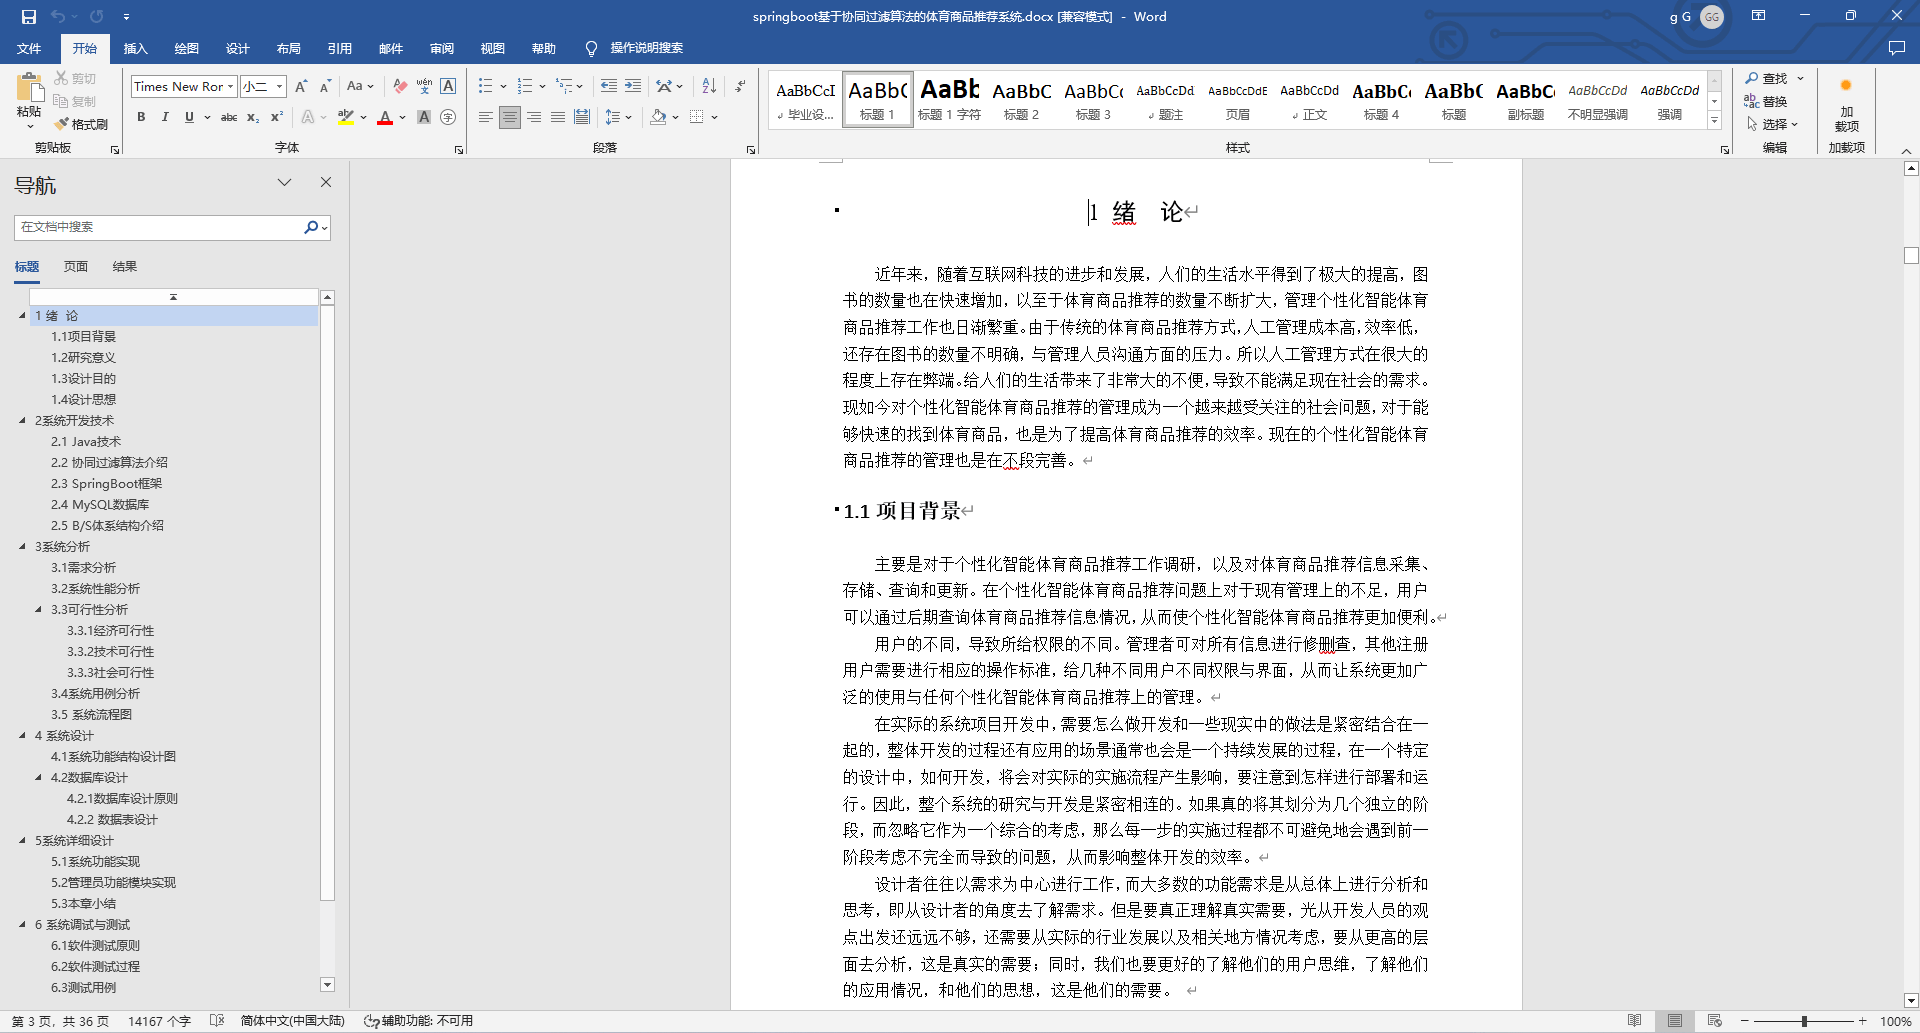 springboot基于协同过滤算法的体育商品推荐系统.docx [兼容模式] - Word
g G
GG
文件 开始 插入 绘图 设计 布局 引用 邮件 审阅 视图 帮助 操作说明搜索
粘贴
剪切
复制
格式刷
剪贴板
Times New Ror
小二
字体
段落
AaBbCcI 毕业设...
AaBb( 标题 1
AaBb 标题 1 字符
AaBbC 标题 2
AaBbCc 标题 3
AaBbCcDd 题注
AaBbCcDdE 页眉
AaBbCcDd 正文
AaBbC 标题 4
AaBb( 标题
AaBbC 副标题
AaBbCcDd 不明显强调
AaBbCcDd 强调
样式
查找
替换
选择
编辑
加载项
加载项
导航
在文档中搜索
标题 页面 结果
1 绪 论
1.1项目背景
1.2研究意义
1.3设计目的
1.4设计思想
2系统开发技术
2.1 Java技术
2.2 协同过滤算法介绍
2.3 SpringBoot框架
2.4 MySQL数据库
2.5 B/S体系结构介绍
3系统分析
3.1需求分析
3.2系统性能分析
3.3可行性分析
3.3.1经济可行性
3.3.2技术可行性
3.3.3社会可行性
3.4系统用例分析
3.5 系统流程图
4 系统设计
4.1系统功能结构设计图
4.2数据库设计
4.2.1数据库设计原则
4.2.2 数据表设计
5系统详细设计
5.1系统功能实现
5.2管理员功能模块实现
5.3本章小结
6 系统调试与测试
6.1软件测试原则
6.2软件测试过程
6.3测试用例
1 绪 论
近年来，随着互联网科技的进步和发展，人们的生活水平得到了极大的提高，图
书的数量也在快速增加，以至于体育商品推荐的数量不断扩大，管理个性化智能体育
商品推荐工作也日渐繁重。由于传统的体育商品推荐方式，人工管理成本高，效率低，
还存在图书的数量不明确，与管理人员沟通方面的压力。所以人工管理方式在很大的
程度上存在弊端。给人们的生活带来了非常大的不便，导致不能满足现在社会的需求。
现如今对个性化智能体育商品推荐的管理成为一个越来越受关注的社会问题，对于能
够快速的找到体育商品，也是为了提高体育商品推荐的效率。现在的个性化智能体育
商品推荐的管理也是在不段完善。
1.1 项目背景
主要是对于个性化智能体育商品推荐工作调研，以及对体育商品推荐信息采集、
存储、查询和更新。在个性化智能体育商品推荐问题上对于现有管理上的不足，用户
可以通过后期查询体育商品推荐信息情况，从而使个性化智能体育商品推荐更加便利。
用户的不同，导致所给权限的不同。管理者可对所有信息进行修删查，其他注册
用户需要进行相应的操作标准，给几种不同用户不同权限与界面，从而让系统更加广
泛的使用与任何个性化智能体育商品推荐上的管理。
在实际的系统项目开发中，需要怎么做开发和一些现实中的做法是紧密结合在一
起的，整体开发的过程还有应用的场景通常也会是一个持续发展的过程，在一个特定
的设计中，如何开发，将会对实际的实施流程产生影响，要注意到怎样进行部署和运
行。因此，整个系统的研究与开发是紧密相连的。如果真的将其划分为几个独立的阶
段，而忽略它作为一个综合的考虑，那么每一步的实施过程都不可避免地会遇到前一
阶段考虑不完全而导致的问题，从而影响整体开发的效率。
设计者往往以需求为中心进行工作，而大多数的功能需求是从总体上进行分析和
思考，即从设计者的角度去了解需求。但是要真正理解真实需要，光从开发人员的观
点出发还远远不够，还需要从实际的行业发展以及相关地方情况考虑，要从更高的层
面去分析，这是真实的需要；同时，我们也要更好的了解他们的用户思维，了解他们
的应用情况，和他们的思想，这是他们的需要。
第 3 页，共 36 页 14167 个字 简体中文(中国大陆) 辅助功能: 不可用
100%